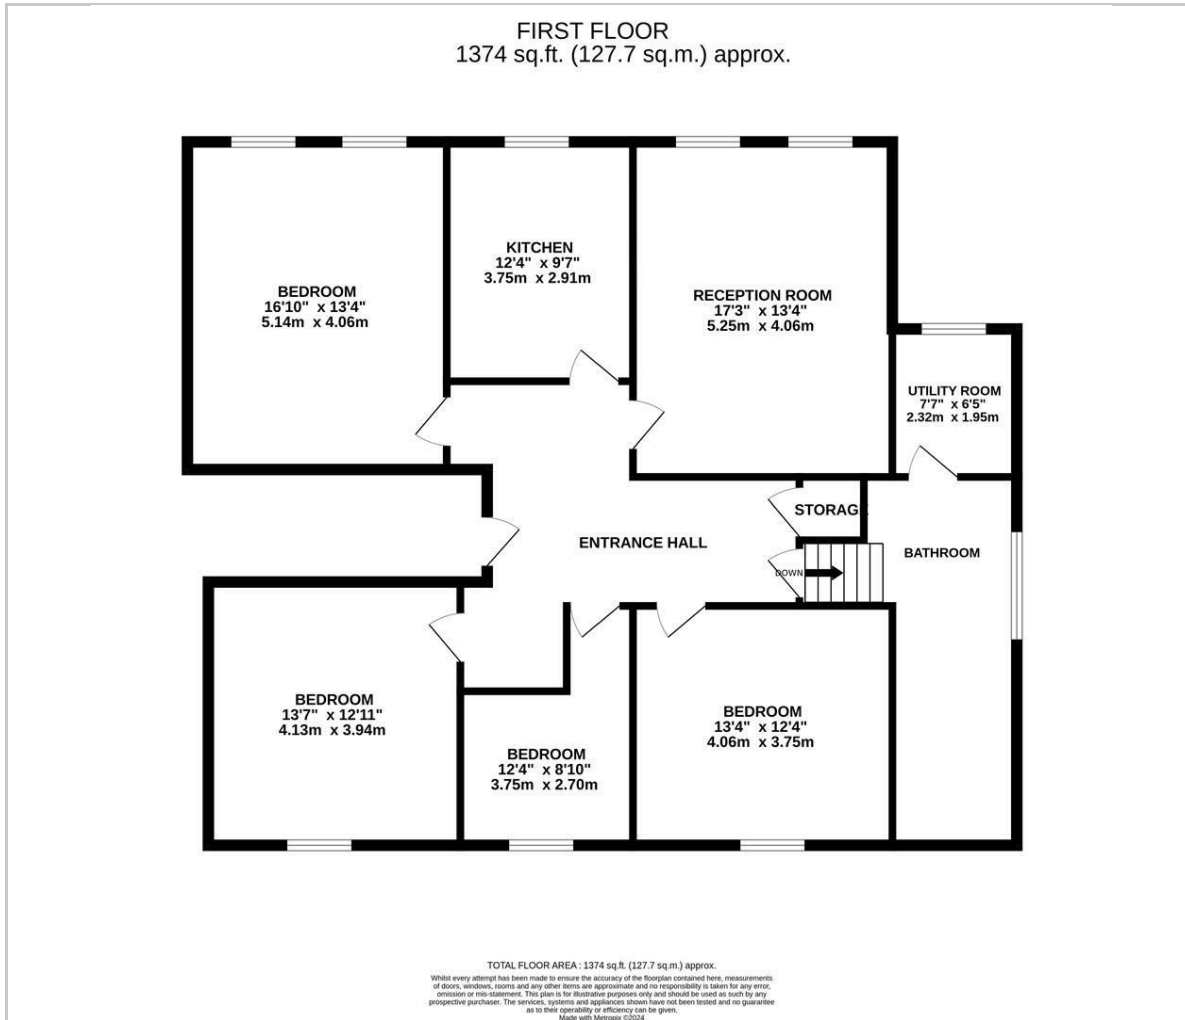 FIRST FLOOR
1374 sq.ft. (127.7 sq.m.) approx.
BEDROOM
16'10" x 13'4"
5.14m x 4.06m
KITCHEN
12'4" x 9'7"
3.75m x 2.91m
RECEPTION ROOM
17'3" x 13'4"
5.25m x 4.06m
UTILITY ROOM
7'7" x 6'5"
2.32m x 1.95m
STORAGE
ENTRANCE HALL
BATHROOM
DOWN
BEDROOM
13'7" x 12'11"
4.13m x 3.94m
BEDROOM
12'4" x 8'10"
3.75m x 2.70m
BEDROOM
13'4" x 12'4"
4.06m x 3.75m
TOTAL FLOOR AREA : 1374 sq.ft. (127.7 sq.m.) approx.
Whilst every attempt has been made to ensure the accuracy of the floorplan contained here, measurements
of doors, windows, rooms and any other items are approximate and no responsibility is taken for any error,
omission or mis-statement. This plan is for illustrative purposes only and should be used as such by any
prospective purchaser. The services, systems and appliances shown have not been tested and no guarantee
as to their operability or efficiency can be given.
Made with Metropix ©2024